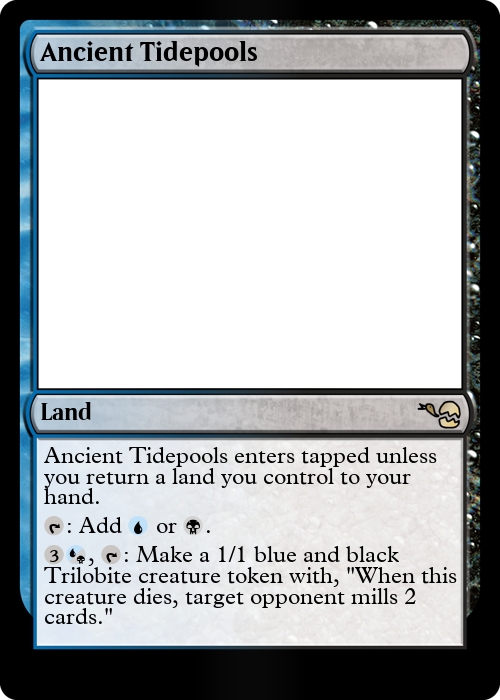 Ancient Tidepools
Land
Ancient Tidepools enters tapped unless
you return a land you control to your
hand.
: Add or .
3 , : Make a 1/1 blue and black
Trilobite creature token with, "When this
creature dies, target opponent mills 2
cards."